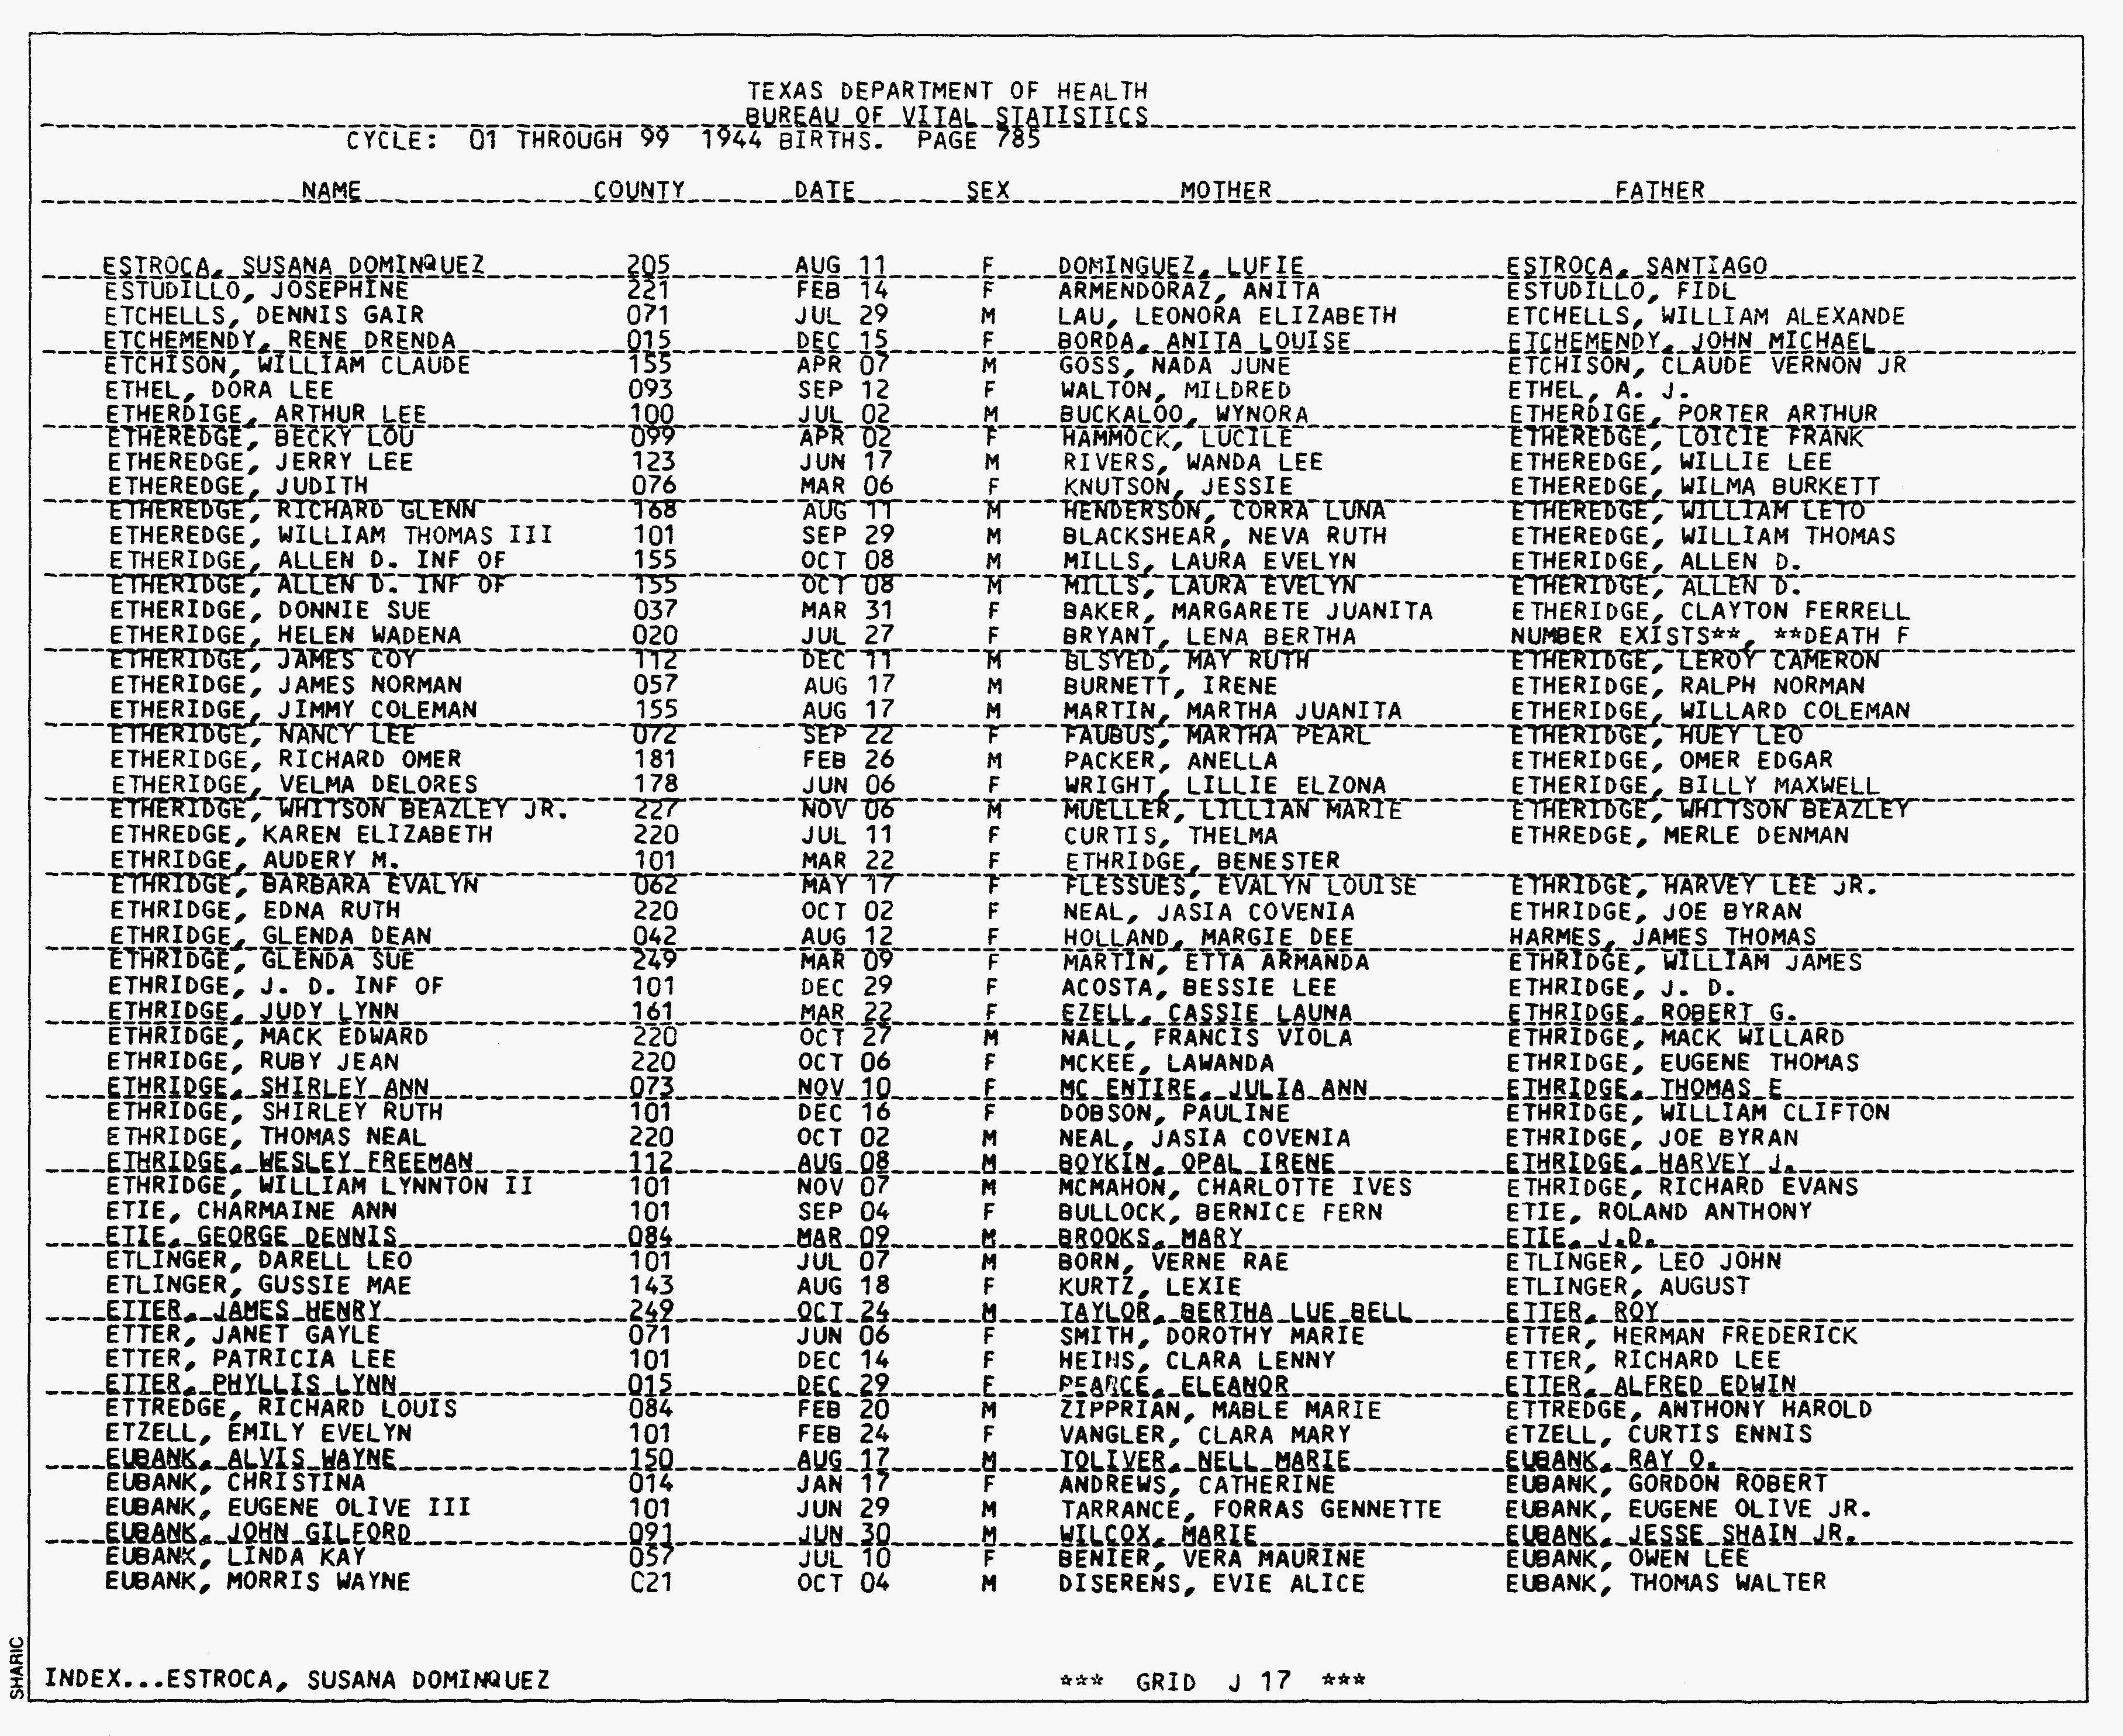 TEXAS DEPARTMENT OF HEALTH
BUREAU OF VITAL STATISTICS
CYCLE: 01 THROUGH 99 1944 BIRTHS. PAGE 785
NAME COUNTY DATE SEX MOTHER FATHER
ESTROCA, SUSANA DOMINQUEZ 205 AUG 11 F DOMINGUEZ, LUFIE ESTROCA, SANTIAGO
ESTUDILLO, JOSEPHINE 221 FEB 14 F ARMENDORAZ, ANITA ESTUDILLO, FIDL
ETCHELLS, DENNIS GAIR 071 JUL 29 M LAU, LEONORA ELIZABETH ETCHELLS, WILLIAM ALEXANDE
ETCHEMENDY, RENE DRENDA 015 DEC 15 F BORDA, ANITA LOUISE ETCHEMENDY, JOHN MICHAEL
ETCHISON, WILLIAM CLAUDE 155 APR 07 M GOSS, NADA JUNE ETCHISON, CLAUDE VERNON JR
ETHEL, DORA LEE 093 SEP 12 F WALTON, MILDRED ETHEL, A. J.
ETHERDIGE, ARTHUR LEE 100 JUL 02 M BUCKALOO, WYNORA ETHERDIGE, PORTER ARTHUR
ETHEREDGE, BECKY LOU 099 APR 02 F HAMMOCK, LUCILE ETHEREDGE, LOICIE FRANK
ETHEREDGE, JERRY LEE 123 JUN 17 M RIVERS, WANDA LEE ETHEREDGE, WILLIE LEE
ETHEREDGE, JUDITH 076 MAR 06 F KNUTSON, JESSIE ETHEREDGE, WILMA BURKETT
ETHEREDGE, RICHARD GLENN 168 AUG 11 M HENDERSON, CORRA LUNA ETHEREDGE, WILLIAM LETO
ETHEREDGE, WILLIAM THOMAS III 101 SEP 29 M BLACKSHEAR, NEVA RUTH ETHEREDGE, WILLIAM THOMAS
ETHERIDGE, ALLEN D. INF OF 155 OCT 08 M MILLS, LAURA EVELYN ETHERIDGE, ALLEN D.
ETHERIDGE, ALLEN D. INF OF 155 OCT 08 M MILLS, LAURA EVELYN ETHERIDGE, ALLEN D.
ETHERIDGE, DONNIE SUE 037 MAR 31 F BAKER, MARGARETE JUANITA ETHERIDGE, CLAYTON FERRELL
ETHERIDGE, HELEN WADENA 020 JUL 27 F BRYANT, LENA BERTHA NUMBER EXISTS**, **DEATH F
ETHERIDGE, JAMES COY 112 DEC 11 M BLSYED, MAY RUTH ETHERIDGE, LEROY CAMERON
ETHERIDGE, JAMES NORMAN 057 AUG 17 M BURNETT, IRENE ETHERIDGE, RALPH NORMAN
ETHERIDGE, JIMMY COLEMAN 155 AUG 17 M MARTIN, MARTHA JUANITA ETHERIDGE, WILLARD COLEMAN
ETHERIDGE, NANCY LEE 072 SEP 22 F FAUBUS, MARTHA PEARL ETHERIDGE, HUEY LEO
ETHERIDGE, RICHARD OMER 181 FEB 26 M PACKER, ANELLA ETHERIDGE, OMER EDGAR
ETHERIDGE, VELMA DELORES 178 JUN 06 F WRIGHT, LILLIE ELZONA ETHERIDGE, BILLY MAXWELL
ETHERIDGE, WHITSON BEAZLEY JR. 227 NOV 06 M MUELLER, LILLIAN MARIE ETHERIDGE, WHITSON BEAZLEY
ETHREDGE, KAREN ELIZABETH 220 JUL 11 F CURTIS, THELMA ETHREDGE, MERLE DENMAN
ETHRIDGE, AUDERY M. 101 MAR 22 F ETHRIDGE, BENESTER
ETHRIDGE, BARBARA EVALYN 062 MAY 17 F FLESSUES, EVALYN LOUISE ETHRIDGE, HARVEY LEE JR.
ETHRIDGE, EDNA RUTH 220 OCT 02 F NEAL, JASIA COVENIA ETHRIDGE, JOE BYRAN
ETHRIDGE, GLENDA DEAN 042 AUG 12 F HOLLAND, MARGIE DEE HARMES, JAMES THOMAS
ETHRIDGE, GLENDA SUE 249 MAR 09 F MARTIN, ETTA ARMANDA ETHRIDGE, WILLIAM JAMES
ETHRIDGE, J. D. INF OF 101 DEC 29 F ACOSTA, BESSIE LEE ETHRIDGE, J. D.
ETHRIDGE, JUDY LYNN 161 MAR 22 F EZELL, CASSIE LAUNA ETHRIDGE, ROBERT G.
ETHRIDGE, MACK EDWARD 220 OCT 27 M NALL, FRANCIS VIOLA ETHRIDGE, MACK WILLARD
ETHRIDGE, RUBY JEAN 220 OCT 06 F MCKEE, LAWANDA ETHRIDGE, EUGENE THOMAS
ETHRIDGE, SHIRLEY ANN 073 NOV 10 F MC ENTIRE, JULIA ANN ETHRIDGE, THOMAS E
ETHRIDGE, SHIRLEY RUTH 101 DEC 16 F DOBSON, PAULINE ETHRIDGE, WILLIAM CLIFTON
ETHRIDGE, THOMAS NEAL 220 OCT 02 M NEAL, JASIA COVENIA ETHRIDGE, JOE BYRAN
ETHRIDGE, WESLEY FREEMAN 112 AUG 08 M BOYKIN, OPAL IRENE ETHRIDGE, HARVEY J.
ETHRIDGE, WILLIAM LYNNTON II 101 NOV 07 M MCMAHON, CHARLOTTE IVES ETHRIDGE, RICHARD EVANS
ETIE, CHARMAINE ANN 101 SEP 04 F BULLOCK, BERNICE FERN ETIE, ROLAND ANTHONY
ETIE, GEORGE DENNIS 084 MAR 09 M BROOKS, MARY ETIE, J.D.
ETLINGER, DARELL LEO 101 JUL 07 M BORN, VERNE RAE ETLINGER, LEO JOHN
ETLINGER, GUSSIE MAE 143 AUG 18 F KURTZ, LEXIE ETLINGER, AUGUST
ETTER, JAMES HENRY 249 OCT 24 M TAYLOR, BERTHA LUE BELL ETTER, ROY
ETTER, JANET GAYLE 071 JUN 06 F SMITH, DOROTHY MARIE ETTER, HERMAN FREDERICK
ETTER, PATRICIA LEE 101 DEC 14 F HEINS, CLARA LENNY ETTER, RICHARD LEE
ETTER, PHYLLIS LYNN 015 DEC 29 F PEARCE, ELEANOR ETTER, ALFRED EDWIN
ETTREDGE, RICHARD LOUIS 084 FEB 20 M ZIPPRIAN, MABLE MARIE ETTREDGE, ANTHONY HAROLD
ETZELL, EMILY EVELYN 101 FEB 24 F VANGLER, CLARA MARY ETZELL, CURTIS ENNIS
EUBANK, ALVIS WAYNE 150 AUG 17 M TOLIVER, NELL MARIE EUBANK, RAY O.
EUBANK, CHRISTINA 014 JAN 17 F ANDREWS, CATHERINE EUBANK, GORDON ROBERT
EUBANK, EUGENE OLIVE III 101 JUN 29 M TARRANCE, FORRAS GENNETTE EUBANK, EUGENE OLIVE JR.
EUBANK, JOHN GILFORD 091 JUN 30 M WILCOX, MARIE EUBANK, JESSE SHAIN JR.
EUBANK, LINDA KAY 057 JUL 10 F BENIER, VERA MAURINE EUBANK, OWEN LEE
EUBANK, MORRIS WAYNE C21 OCT 04 M DISERENS, EVIE ALICE EUBANK, THOMAS WALTER
INDEX...ESTROCA, SUSANA DOMINQUEZ *** GRID J 17 ***
SHARIC